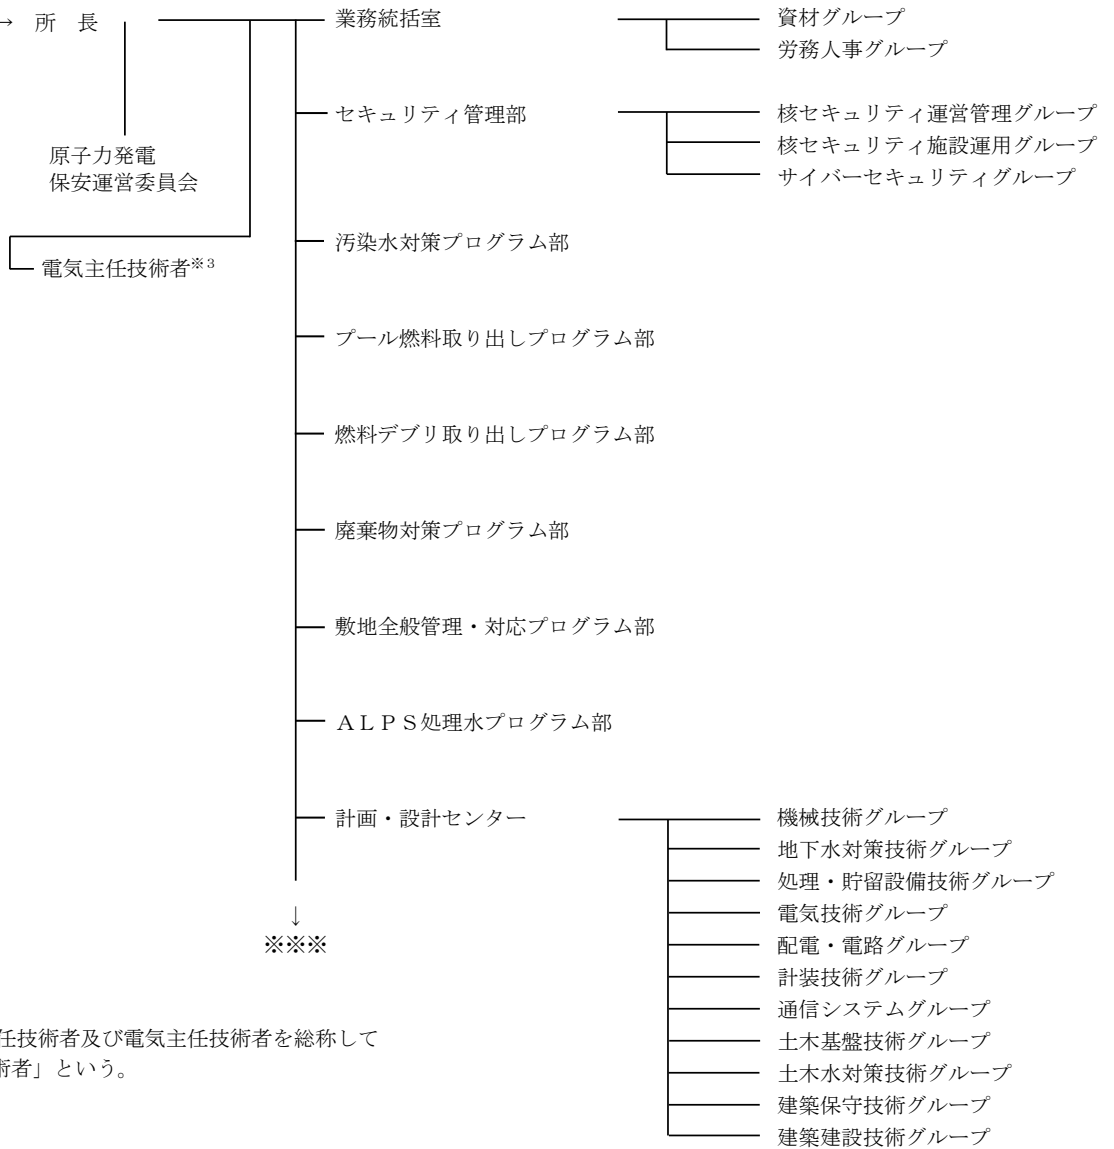 → 所 長
原子力発電
保安運営委員会
電気主任技術者※3
業務統括室
資材グループ
労務人事グループ
セキュリティ管理部
核セキュリティ運営管理グループ
核セキュリティ施設運用グループ
サイバーセキュリティグループ
汚染水対策プログラム部
プール燃料取り出しプログラム部
燃料デブリ取り出しプログラム部
廃棄物対策プログラム部
敷地全般管理・対応プログラム部
ALPS処理水プログラム部
計画・設計センター
機械技術グループ
地下水対策技術グループ
処理・貯留設備技術グループ
電気技術グループ
配電・電路グループ
計装技術グループ
通信システムグループ
土木基盤技術グループ
土木水対策技術グループ
建築保守技術グループ
建築建設技術グループ
↓
※※※
任技術者及び電気主任技術者を総称して
術者」という。